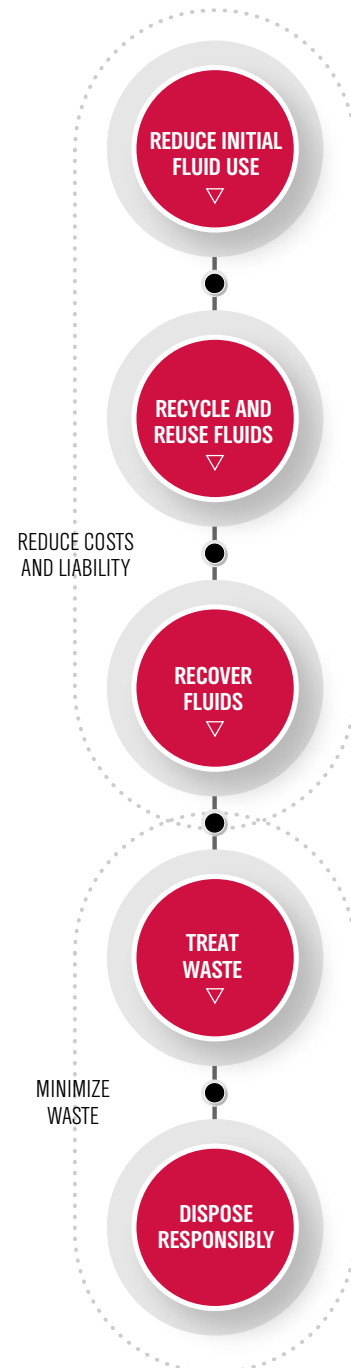 REDUCE INITIAL
FLUID USE
RECYCLE AND
REUSE FLUIDS
REDUCE COSTS
AND LIABILITY
RECOVER
FLUIDS
TREAT
WASTE
MINIMIZE
WASTE
DISPOSE
RESPONSIBLY